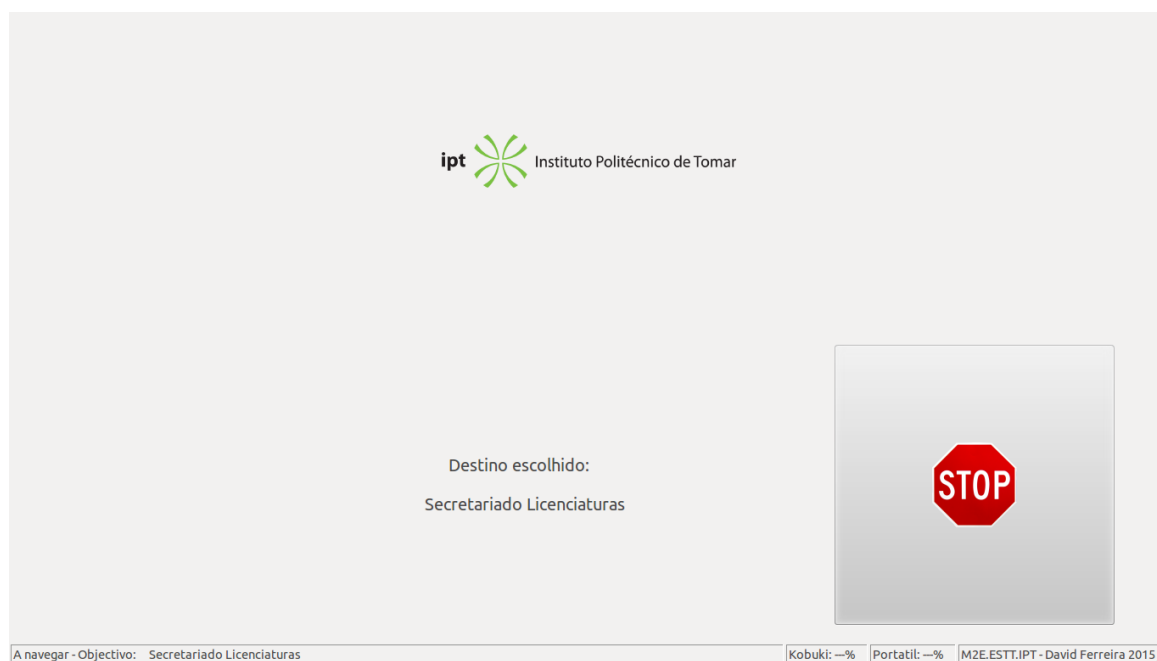 ipt Instituto Politécnico de Tomar
Destino escolhido:
Secretariado Licenciaturas
STOP
A navegar - Objectivo: Secretariado Licenciaturas
Kobuki: ---% Portatil: ---% M2E.ESTT.IPT - David Ferreira 2015